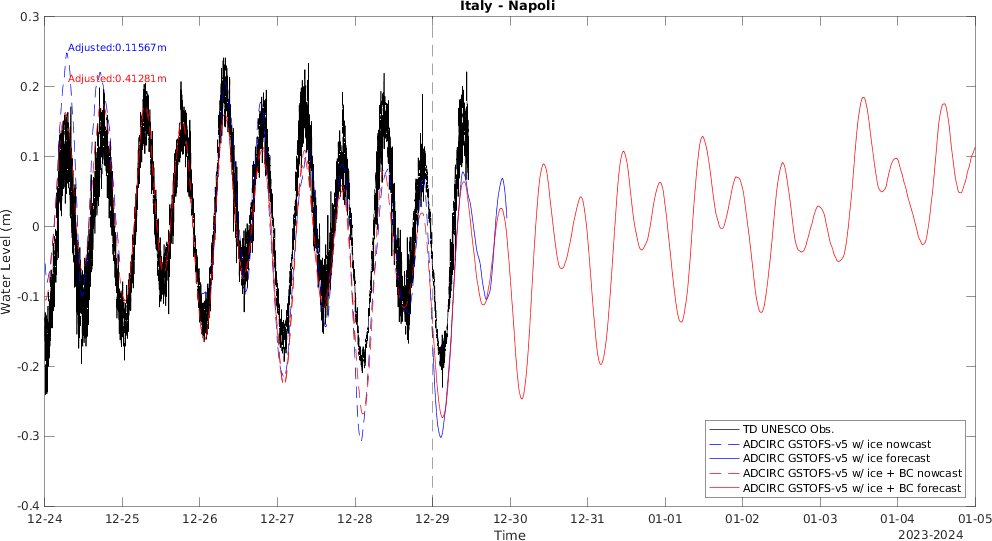 Italy - Napoli
Adjusted:0.11567m
Adjusted:0.41281m
0.3
0.2
0.1
0
-0.1
-0.2
-0.3
-0.4
Water Level (m)
TD UNESCO Obs.
ADCIRC GSTOFS-v5 w/ ice nowcast
ADCIRC GSTOFS-v5 w/ ice forecast
ADCIRC GSTOFS-v5 w/ ice + BC nowcast
ADCIRC GSTOFS-v5 w/ ice + BC forecast
12-24 12-25 12-26 12-27 12-28 12-29 12-30 12-31 01-01 01-02 01-03 01-04 01-05
Time
2023-2024